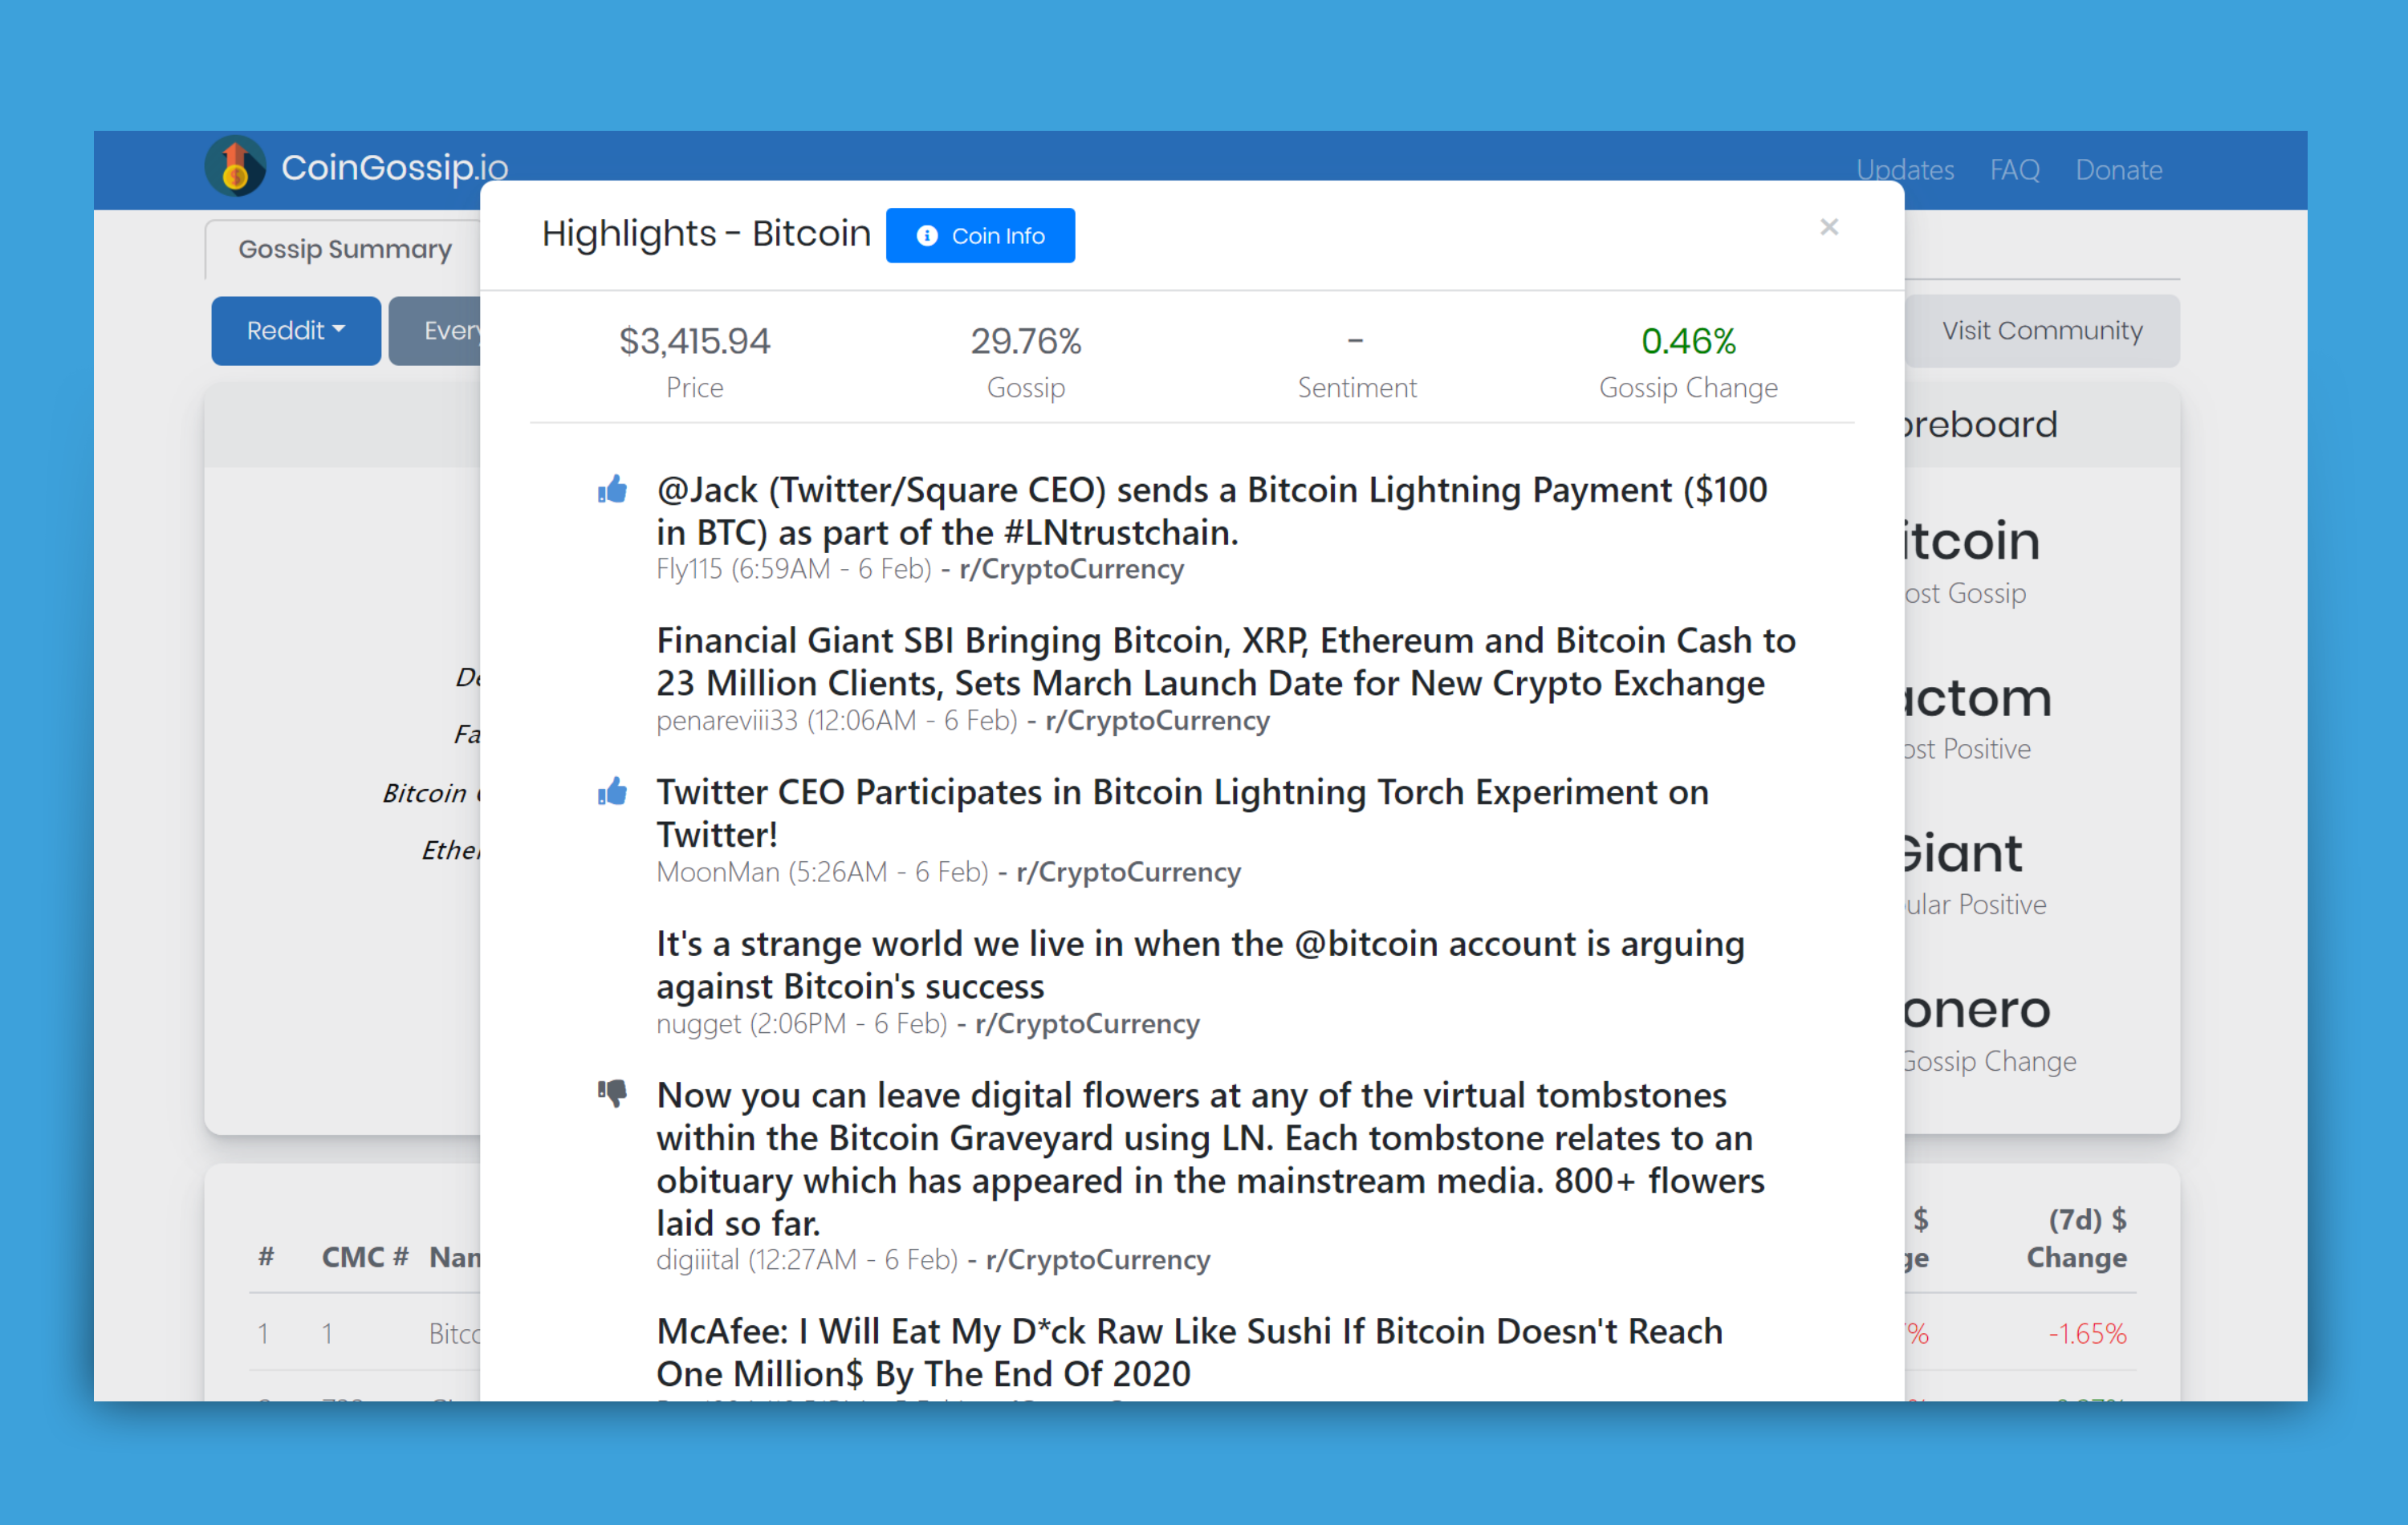 CoinGossip.io
Updates FAQ Donate
Gossip Summary
Highlights - Bitcoin
Coin Info
×
Reddit
Visit Community
$3,415.94 29.76% - 0.46%
Price Gossip Sentiment Gossip Change
@Jack (Twitter/Square CEO) sends a Bitcoin Lightning Payment ($100
in BTC) as part of the #LNtrustchain.
Fly115 (6:59AM - 6 Feb) - r/CryptoCurrency
Financial Giant SBI Bringing Bitcoin, XRP, Ethereum and Bitcoin Cash to
23 Million Clients, Sets March Launch Date for New Crypto Exchange
penareviii33 (12:06AM - 6 Feb) - r/CryptoCurrency
Twitter CEO Participates in Bitcoin Lightning Torch Experiment on
Twitter!
MoonMan (5:26AM - 6 Feb) - r/CryptoCurrency
It's a strange world we live in when the @bitcoin account is arguing
against Bitcoin's success
nugget (2:06PM - 6 Feb) - r/CryptoCurrency
Now you can leave digital flowers at any of the virtual tombstones
within the Bitcoin Graveyard using LN. Each tombstone relates to an
obituary which has appeared in the mainstream media. 800+ flowers
laid so far.
digiiital (12:27AM - 6 Feb) - r/CryptoCurrency
McAfee: I Will Eat My D*ck Raw Like Sushi If Bitcoin Doesn't Reach
One Million$ By The End Of 2020
Bitcoin
oreboard
itcoin
ost Gossip
actom
ost Positive
Giant
ular Positive
onero
Gossip Change
# CMC #
$ (7d) $
Change
1 1
% -1.65%